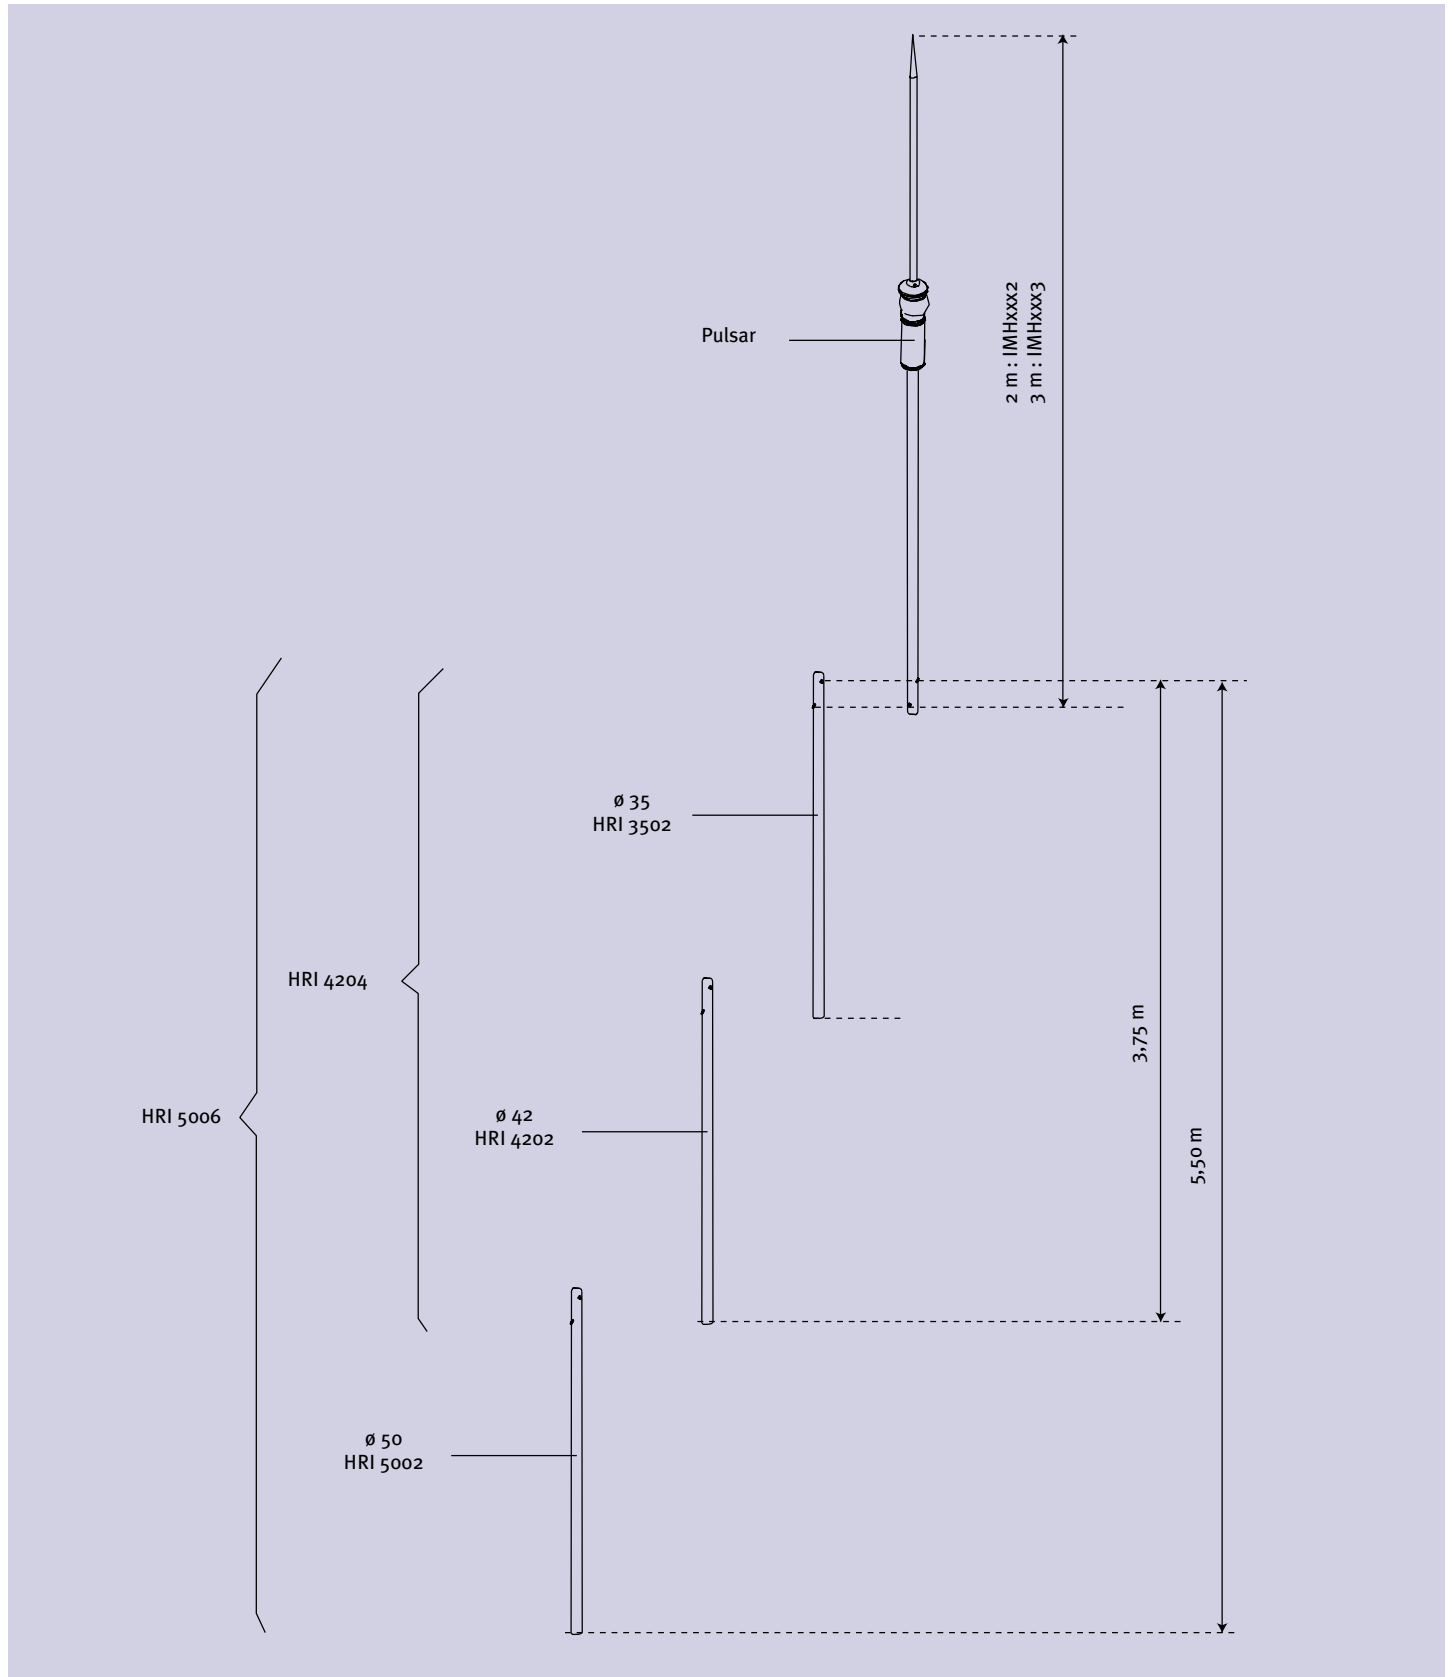 Pulsar
2 m : IMHxxx2
3 m : IMHxxx3
ø 35
HRI 3502
HRI 4204
3,75 m
HRI 5006
ø 42
HRI 4202
5,50 m
ø 50
HRI 5002